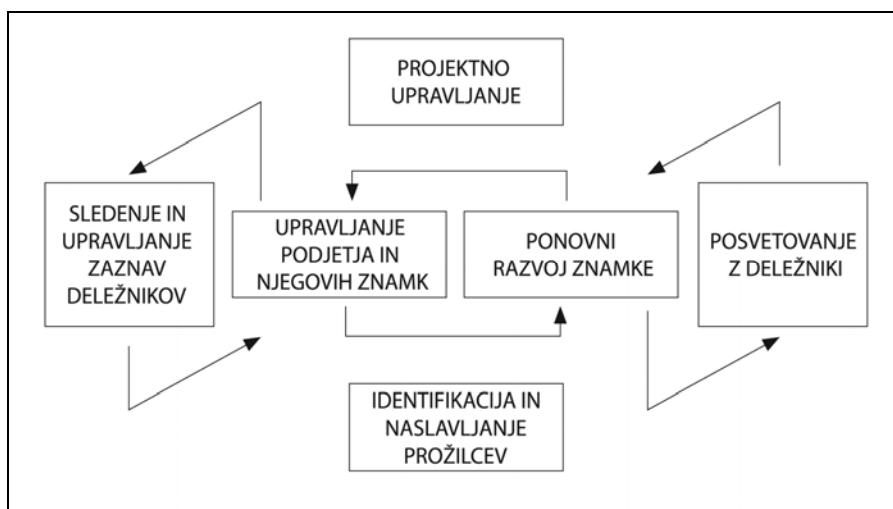 PROJEKTNO
UPRAVLJANJE
SLEDENJE IN
UPRAVLJANJE
ZAZNAV
DELEŽNIKOV
UPRAVLJANJE
PODJETJA IN
NJEGOVIH ZNAMK
PONOVNI
RAZVOJ ZNAMKE
POSVETOVANJE
Z DELEŽNIKI
IDENTIFIKACIJA IN
NASLAVLJANJE
PROŽILCEV